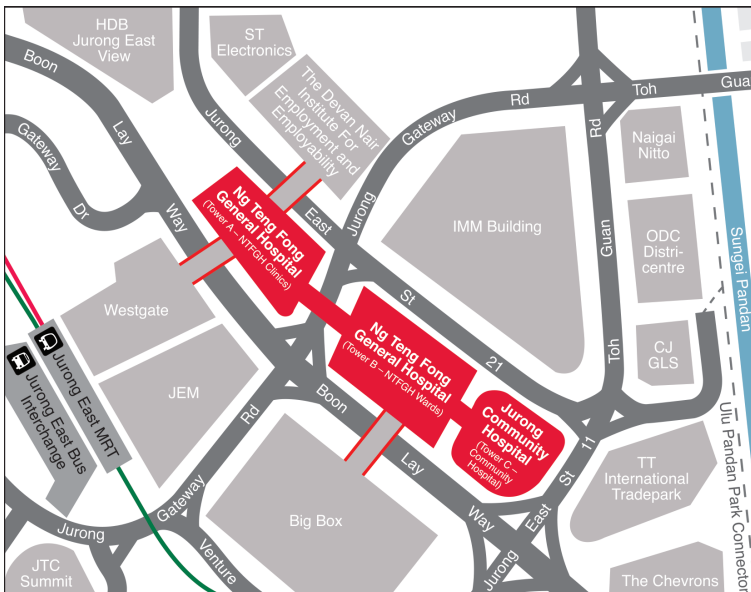 HDB
Jurong East
View
ST
Electronics
The Devan Nair
Institute For
Employment and
Employability
Boon
Lay
Way
Gateway
Dr
Jurong
East
St
21
Jurong
Gateway
Rd
Toh
Gua
Rd
Guan
Toh
Naigai
Nitto
ODC
Distri-
centre
CJ
GLS
Sungei Pandan
Ulu Pandan Park Connector
IMM Building
Ng Teng Fong
General Hospital
(Tower A – NTFGH Clinics)
Ng Teng Fong
General Hospital
(Tower B – NTFGH Wards)
Jurong
Community
Hospital
(Tower C –
Community
Hospital)
Westgate
JEM
Jurong East MRT
Jurong East Bus
Interchange
Boon
Lay
Way
Jurong
Gateway
Rd
Venture
Big Box
Jurong
East
St
11
TT
International
Tradepark
The Chevrons
JTC
Summit